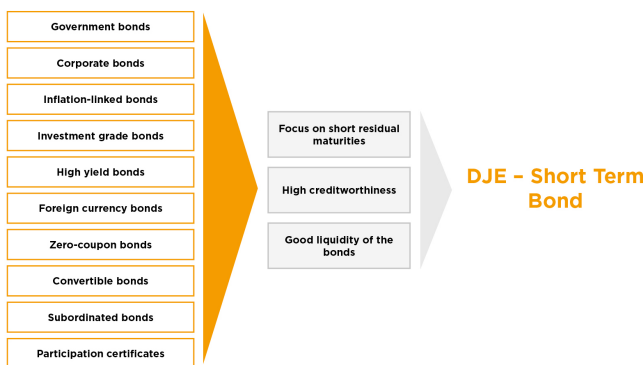 Government bonds
Corporate bonds
Inflation-linked bonds
Investment grade bonds
High yield bonds
Foreign currency bonds
Zero-coupon bonds
Convertible bonds
Subordinated bonds
Participation certificates
Focus on short residual
maturities
High creditworthiness
Good liquidity of the
bonds
DJE – Short Term
Bond